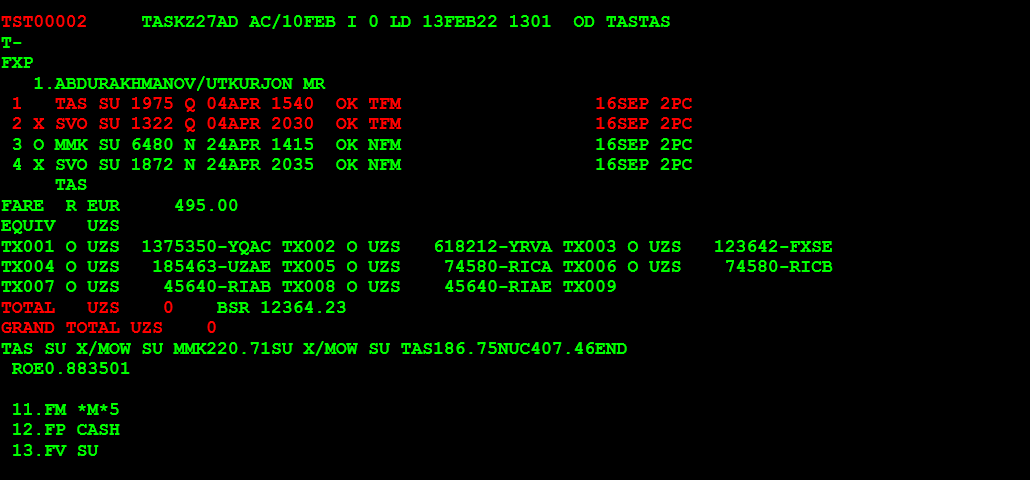 TST00002     TASKZ27AD AC/10FEB I 0 LD 13FEB22 1301  OD TASTAS
T-
FXP
   1.ABDURAKHMANOV/UTKURJON MR
 1   TAS SU 1975 Q 04APR 1540  OK TFM                  16SEP 2PC
 2 X SVO SU 1322 Q 04APR 2030  OK TFM                  16SEP 2PC
 3 O MMK SU 6480 N 24APR 1415  OK NFM                  16SEP 2PC
 4 X SVO SU 1872 N 24APR 2035  OK NFM                  16SEP 2PC
     TAS
FARE  R EUR     495.00
EQUIV   UZS
TX001 O UZS  1375350-YQAC TX002 O UZS   618212-YRVA TX003 O UZS   123642-FXSE
TX004 O UZS   185463-UZAE TX005 O UZS    74580-RICA TX006 O UZS    74580-RICB
TX007 O UZS    45640-RIAB TX008 O UZS    45640-RIAE TX009
TOTAL   UZS    0    BSR 12364.23
GRAND TOTAL UZS    0
TAS SU X/MOW SU MMK220.71SU X/MOW SU TAS186.75NUC407.46END
 ROE0.883501
 11.FM *M*5
 12.FP CASH
 13.FV SU